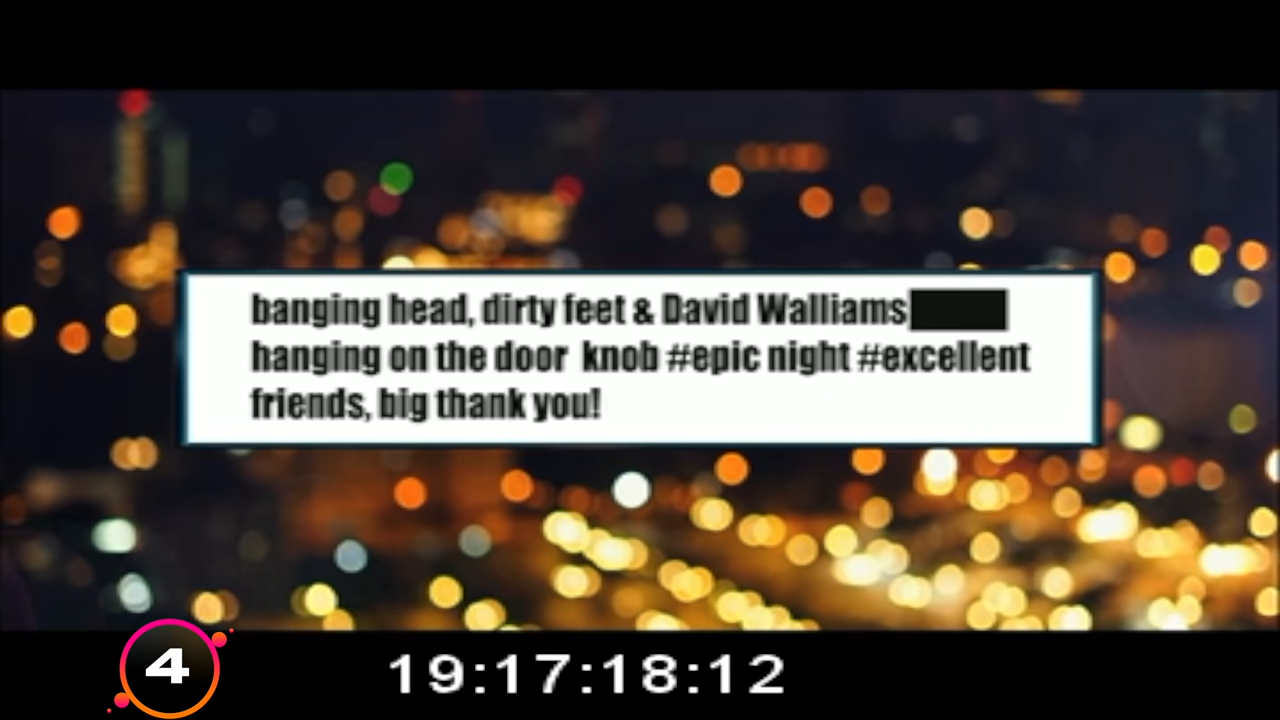 banging head, dirty feet & David Walliams
hanging on the door knob #epic night #excellent
friends, big thank you!
4
19:17:18:12